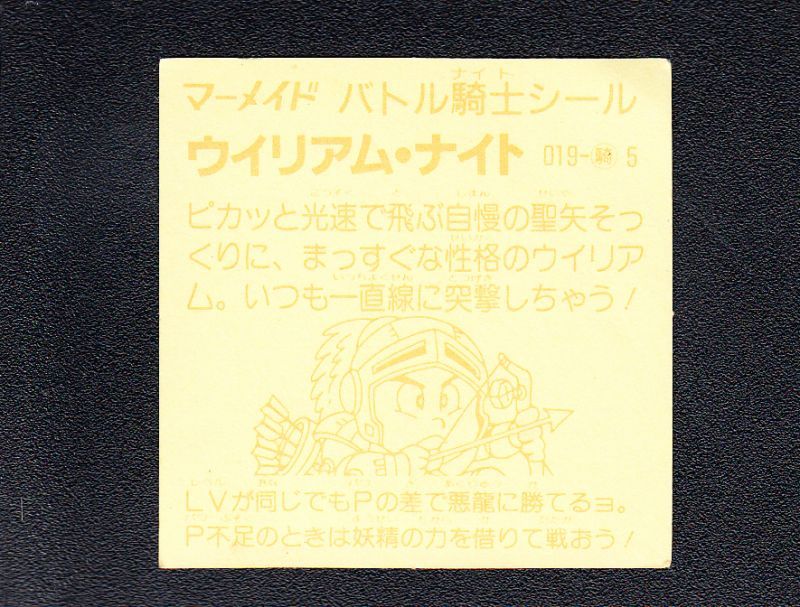 マーメイド バトル騎士シール
ナイト
ウイリアム・ナイト 019-騎 5
ピカッと光速で飛ぶ自慢の聖矢そっ
くりに、まっすぐな性格のウイリア
ム。いつも一直線に突撃しちゃう!
LVが同じでもPの差で悪龍に勝てるョ。
P不足のときは妖精の力を借りて戦おう!